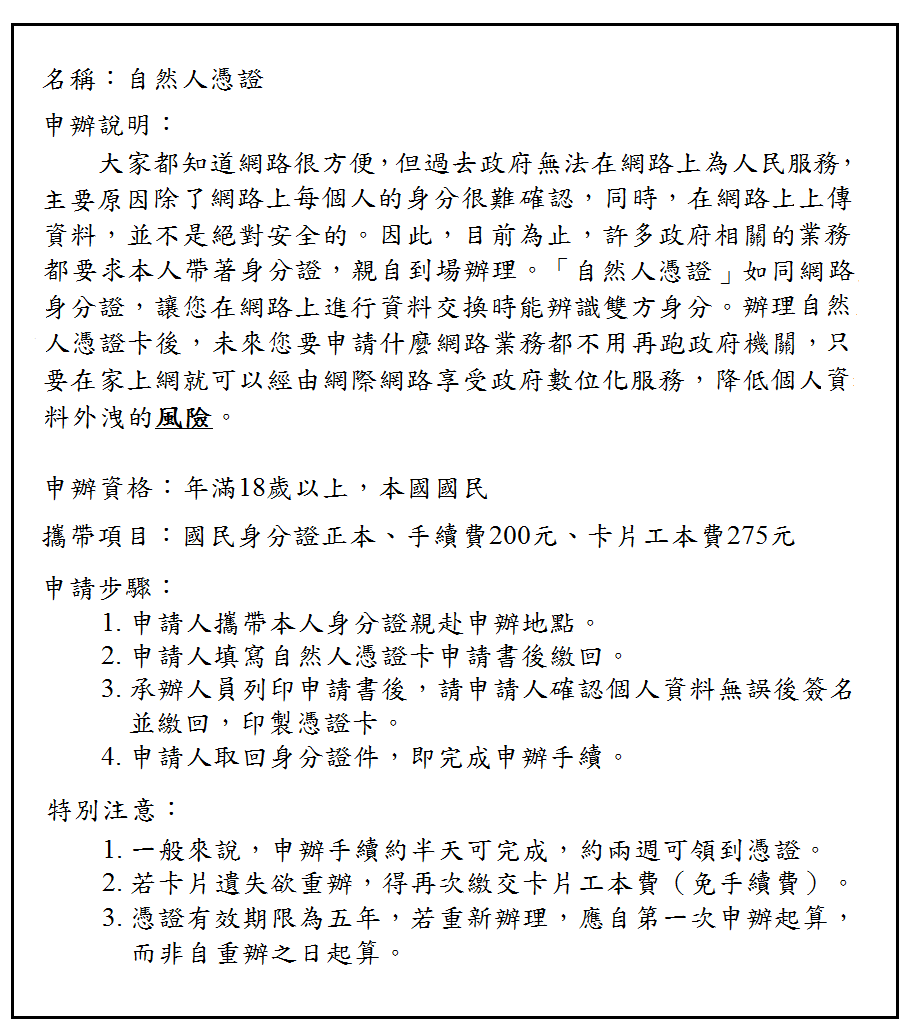 名稱：自然人憑證
申辦說明：
大家都知道網路很方便，但過去政府無法在網路上為人民服務，
主要原因除了網路上每個人的身分很難確認，同時，在網路上上傳
資料，並不是絕對安全的。因此，目前為止，許多政府相關的業務
都要求本人帶著身分證，親自到場辦理。「自然人憑證」如同網路
身分證，讓您在網路上進行資料交換時能辨識雙方身分。辦理自然
人憑證卡後，未來您要申請什麼網路業務都不用再跑政府機關，只
要在家上網就可以經由網際網路享受政府數位化服務，降低個人資
料外洩的風險。
申辦資格：年滿18歲以上，本國國民
攜帶項目：國民身分證正本、手續費200元、卡片工本費275元
申請步驟：
1. 申請人攜帶本人身分證親赴申辦地點。
2. 申請人填寫自然人憑證卡申請書後繳回。
3. 承辦人員列印申請書後，請申請人確認個人資料無誤後簽名
並繳回，印製憑證卡。
4. 申請人取回身分證件，即完成申辦手續。
特別注意：
1. 一般來說，申辦手續約半天可完成，約兩週可領到憑證。
2. 若卡片遺失欲重辦，得再次繳交卡片工本費（免手續費）。
3. 憑證有效期限為五年，若重新辦理，應自第一次申辦起算，
而非自重辦之日起算。